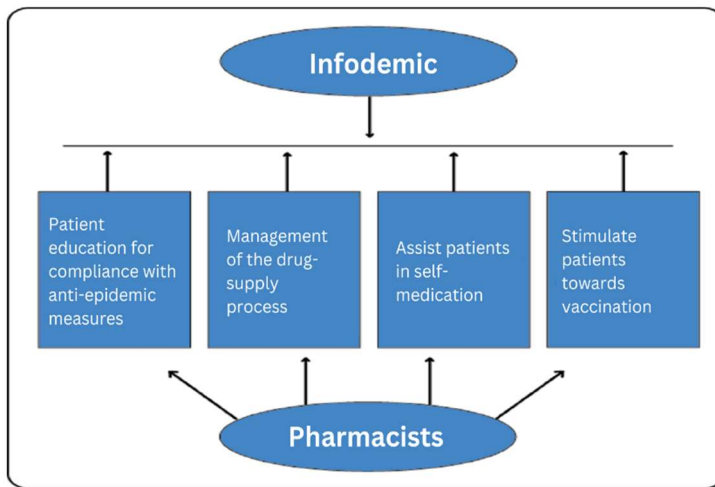 Infodemic
Patient
education for
compliance with
anti-epidemic
measures
Management
of the drug-
supply
process
Assist patients
in self-
medication
Stimulate
patients
towards
vaccination
Pharmacists